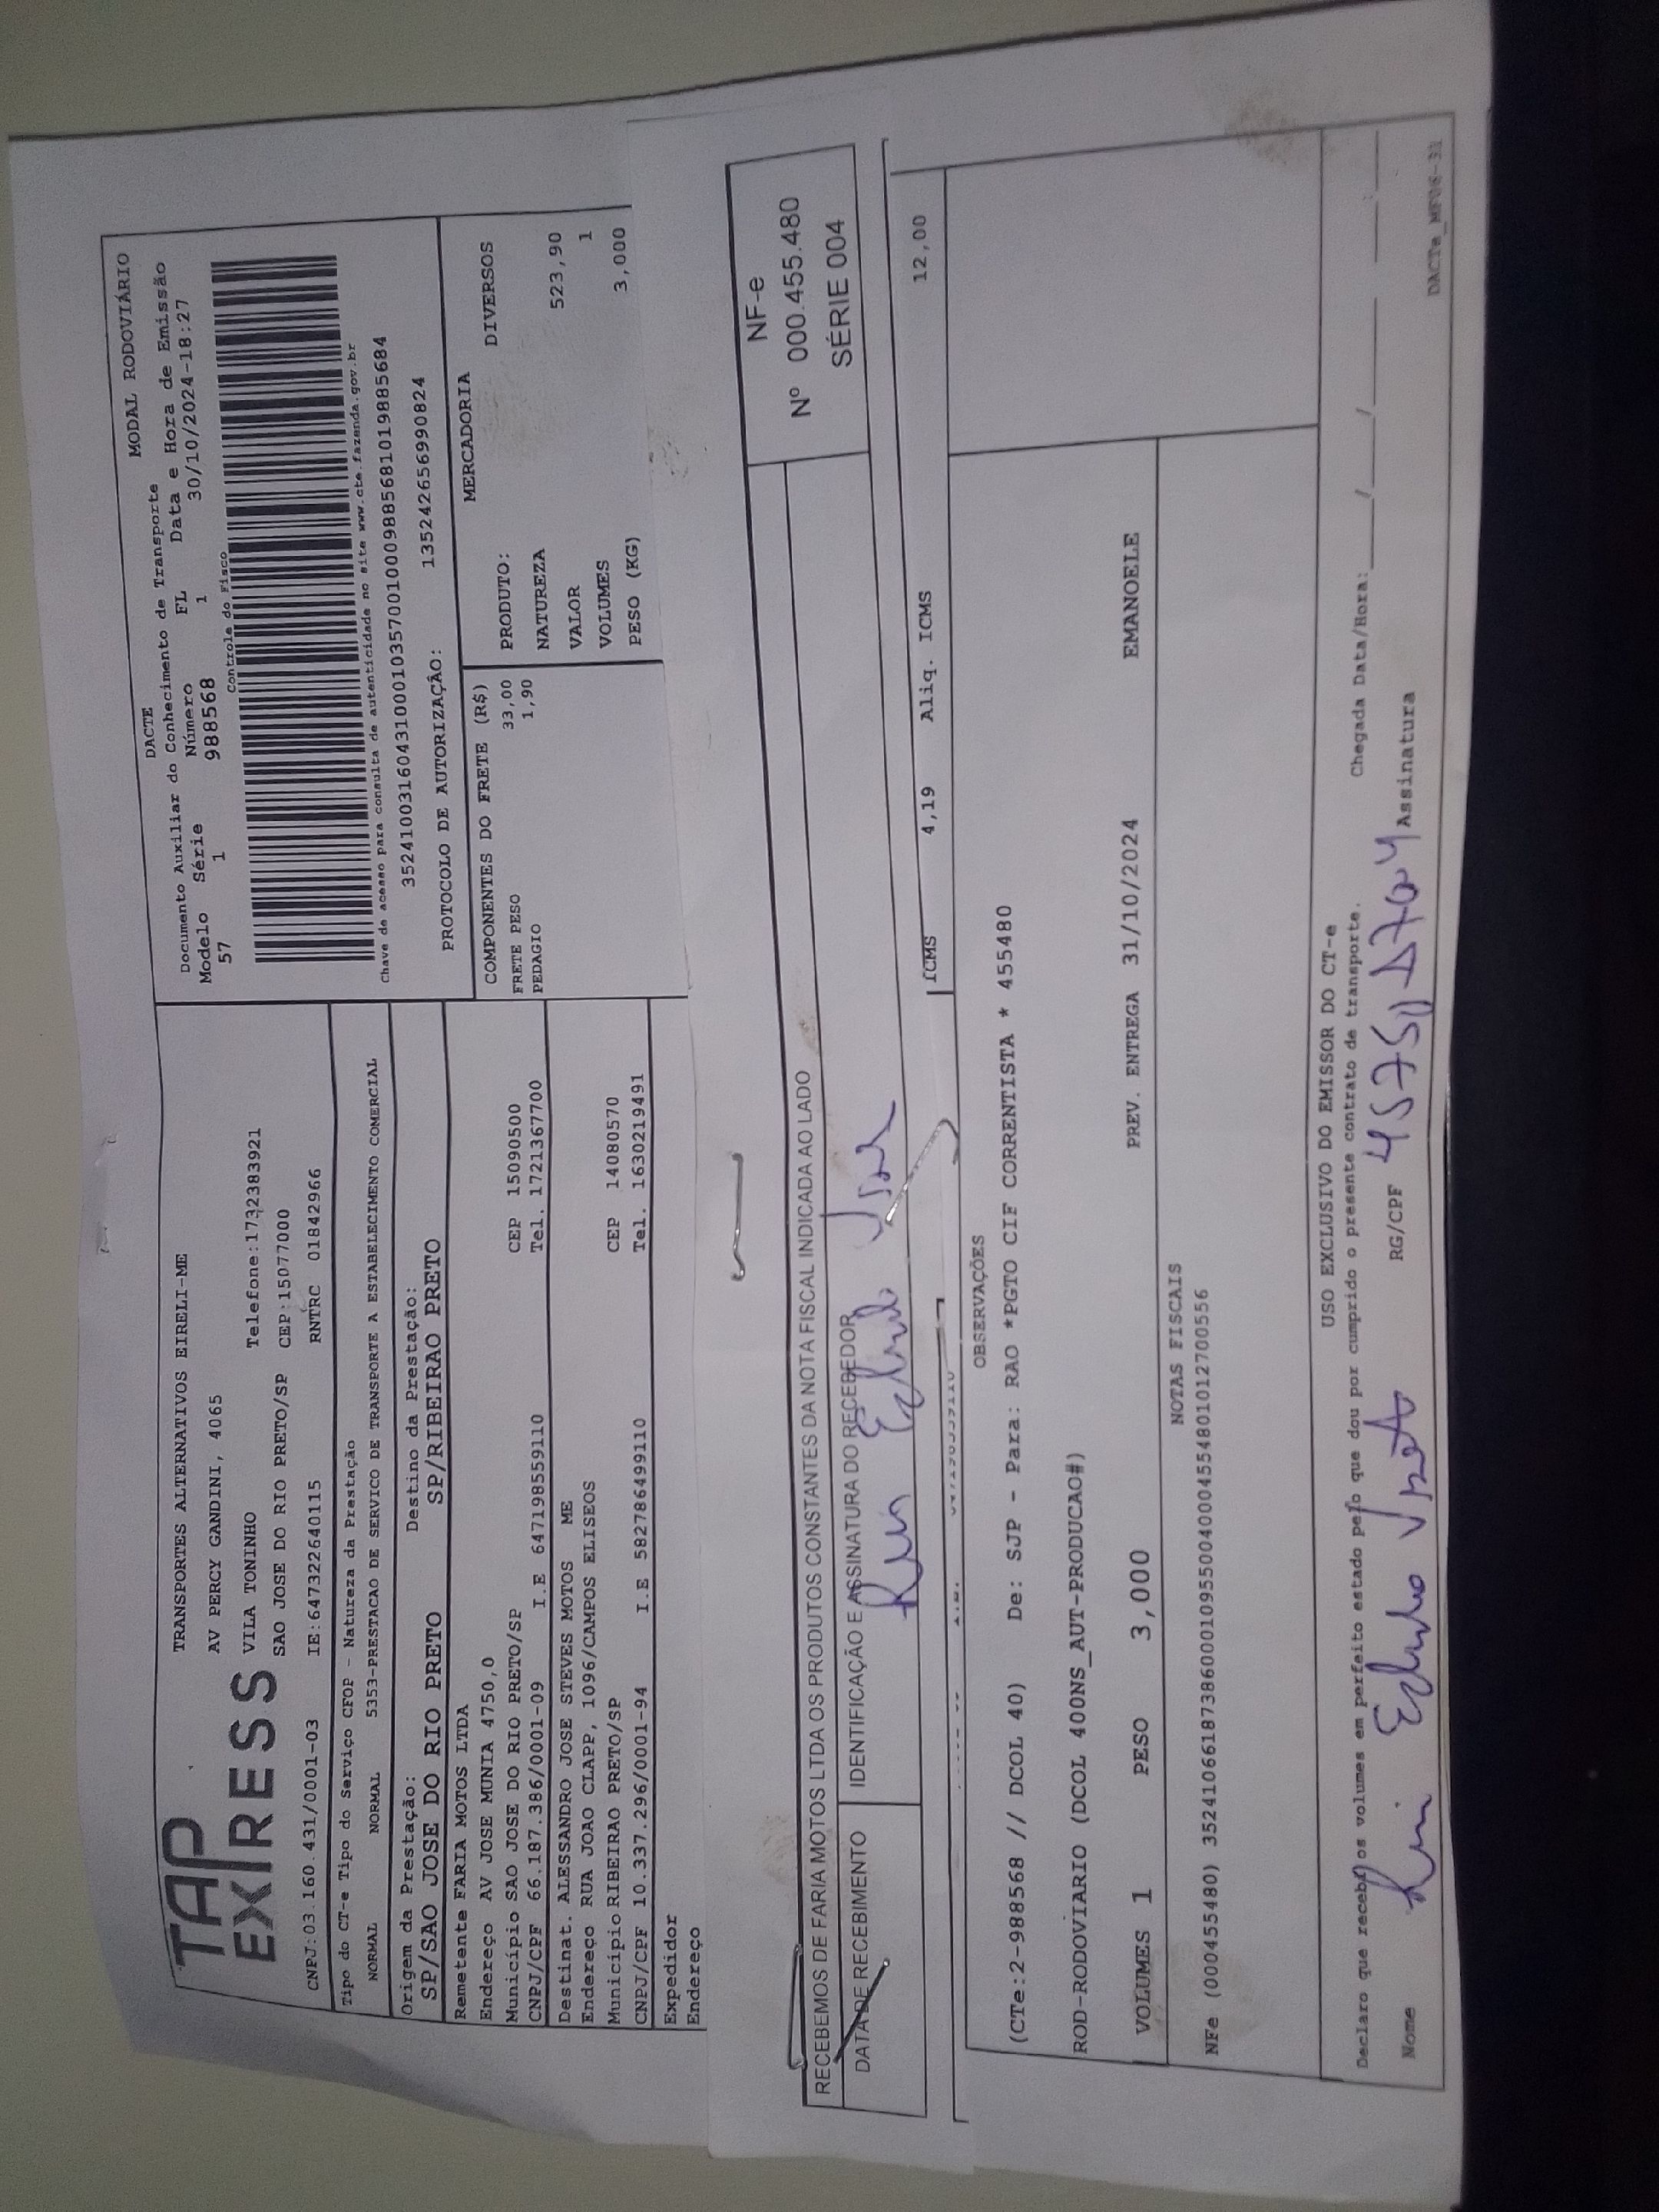 TAP
EXPRESS
TRANSPORTES ALTERNATIVOS EIRELI-ME
AV PERCY GANDINI, 4065
VILA TONINHO Telefone:1732383921
SAO JOSE DO RIO PRETO/SP CEP:15077000
CNPJ:03.160.431/0001-03 IE:647322640115 RNTRC 01842966
DACTE MODAL RODOVIÁRIO
Documento Auxiliar do Conhecimento de Transporte
Modelo Série Número FL Data e Hora de Emissão
57 1 988568 1 30/10/2024-18:27
Controle do Fisco
Chave de acesso para consulta de autenticidade no site www.cte.fazenda.gov.br
35241003160431000103570010009885681019885684
PROTOCOLO DE AUTORIZAÇÃO: 135242656990824
Tipo do CT-e Tipo do Serviço CFOP - Natureza da Prestação
NORMAL NORMAL 5353-PRESTACAO DE SERVICO DE TRANSPORTE A ESTABELECIMENTO COMERCIAL
Origem da Prestação: Destino da Prestação:
SP/SAO JOSE DO RIO PRETO SP/RIBEIRAO PRETO
Remetente FARIA MOTOS LTDA
Endereço AV JOSE MUNIA 4750,0
Município SAO JOSE DO RIO PRETO/SP CEP 15090500
CNPJ/CPF 66.187.386/0001-09 I.E 647198559110 Tel. 1721367700
Destinat. ALESSANDRO JOSE STEVES MOTOS ME
Endereço RUA JOAO CLAPP, 1096/CAMPOS ELISEOS
Município RIBEIRAO PRETO/SP CEP 14080570
CNPJ/CPF 10.337.296/0001-94 I.E 582786499110 Tel. 1630219491
Expedidor
Endereço
COMPONENTES DO FRETE (R$)
FRETE PESO 33,00
PEDAGIO 1,90
MERCADORIA
PRODUTO: DIVERSOS
NATUREZA
VALOR 523,90
VOLUMES 1
PESO (KG) 3,000
RECEBEMOS DE FARIA MOTOS LTDA OS PRODUTOS CONSTANTES DA NOTA FISCAL INDICADA AO LADO
DATA DE RECEBIMENTO IDENTIFICAÇÃO E ASSINATURA DO RECEBEDOR
NF-e
Nº 000.455.480
SÉRIE 004
ICMS 4,19 Aliq. ICMS 12,00
OBSERVAÇÕES
(CTe:2-988568 // DCOL 40) De: SJP - Para: RAO *PGTO CIF CORRENTISTA * 455480
ROD-RODOVIARIO (DCOL 400NS_AUT-PRODUCAO#)
VOLUMES 1 PESO 3,000 PREV. ENTREGA 31/10/2024 EMANOELE
NOTAS FISCAIS
NFe (000455480) 35241066187386000109550040004554801012700556
USO EXCLUSIVO DO EMISSOR DO CT-e
Declaro que recebi os volumes em perfeito estado pelo que dou por cumprido o presente contrato de transporte. Chegada Data/Hora:___/___/___ ___:___
Nome RG/CPF Assinatura
DACTe_MF06-31